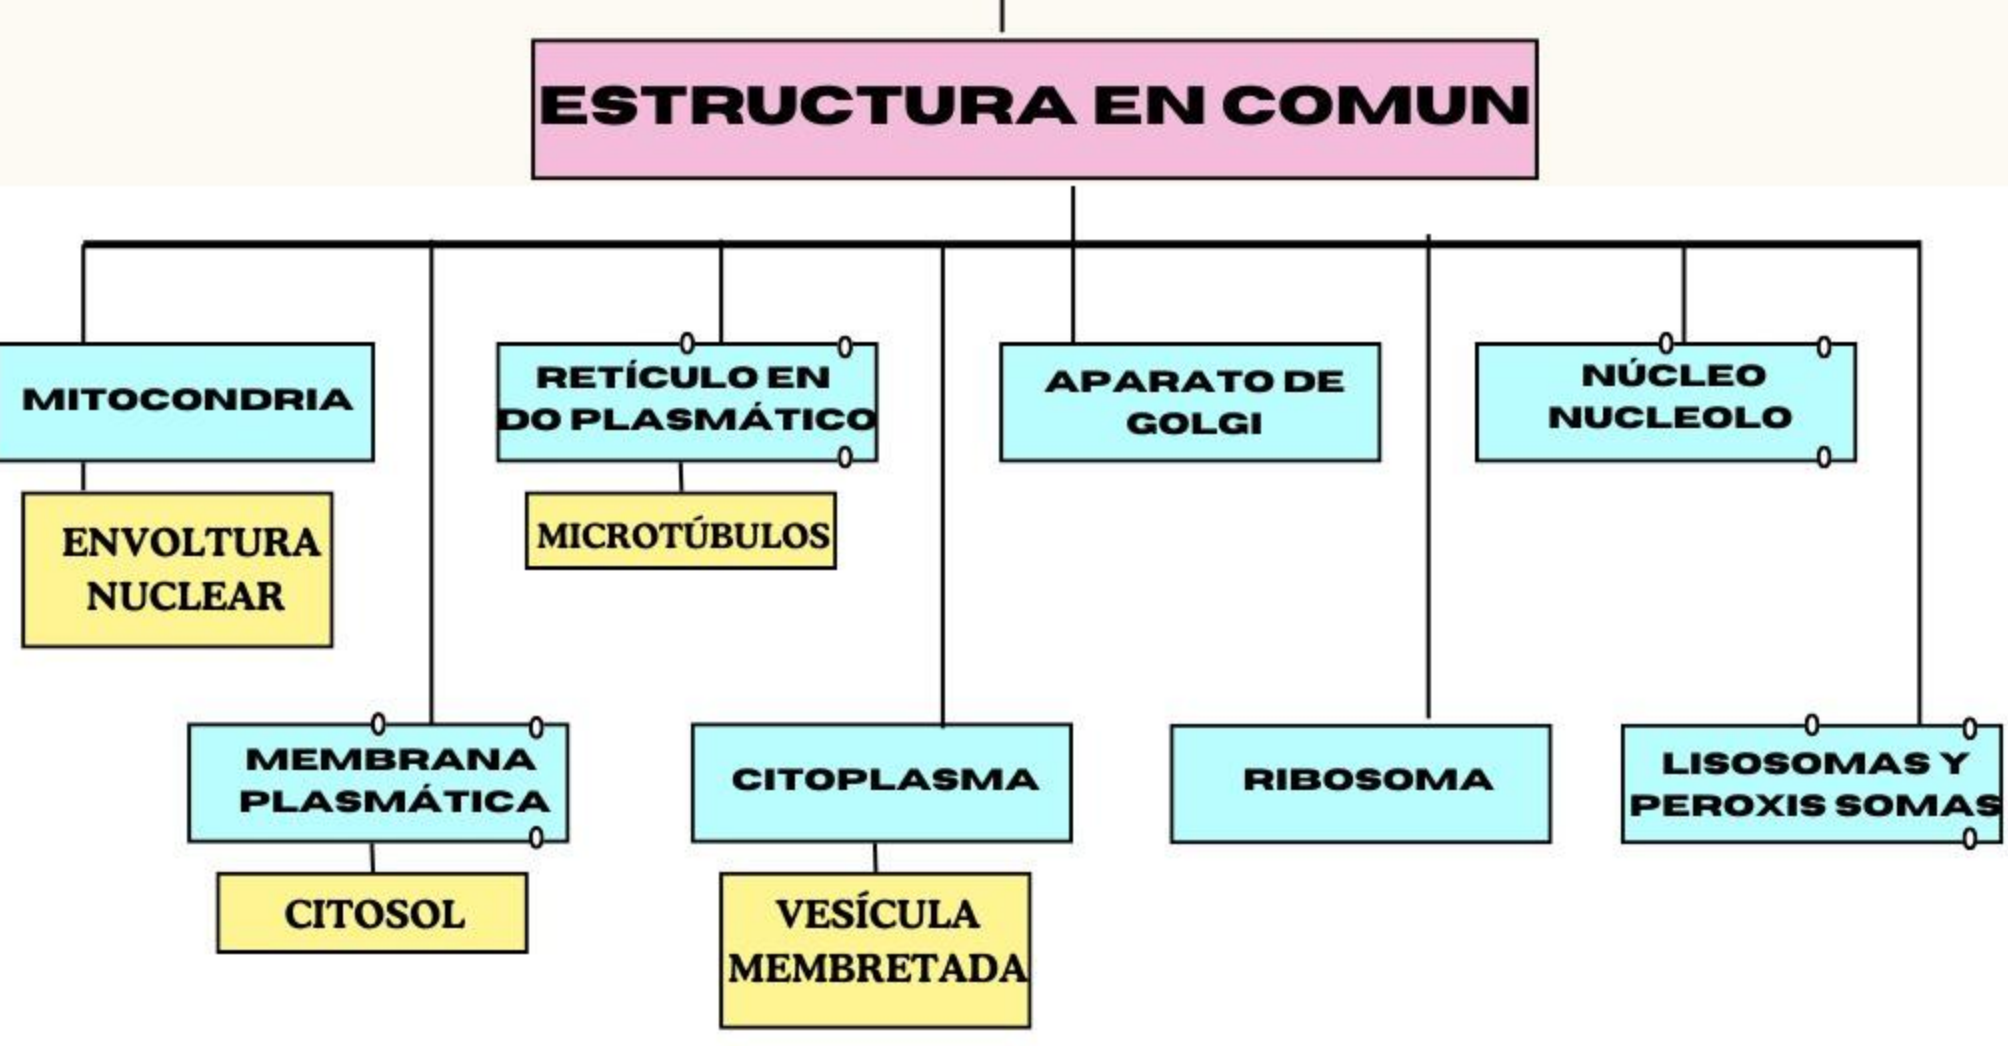 ESTRUCTURA EN COMUN
MITOCONDRIA
RETÍCULO EN
DO PLASMÁTICO
APARATO DE
GOLGI
NÚCLEO
NUCLEOLO
ENVOLTURA
NUCLEAR
MICROTÚBULOS
MEMBRANA
PLASMÁTICA
CITOPLASMA
RIBOSOMA
LISOSOMAS Y
PEROXIS SOMAS
CITOSOL
VESÍCULA
MEMBRETADA